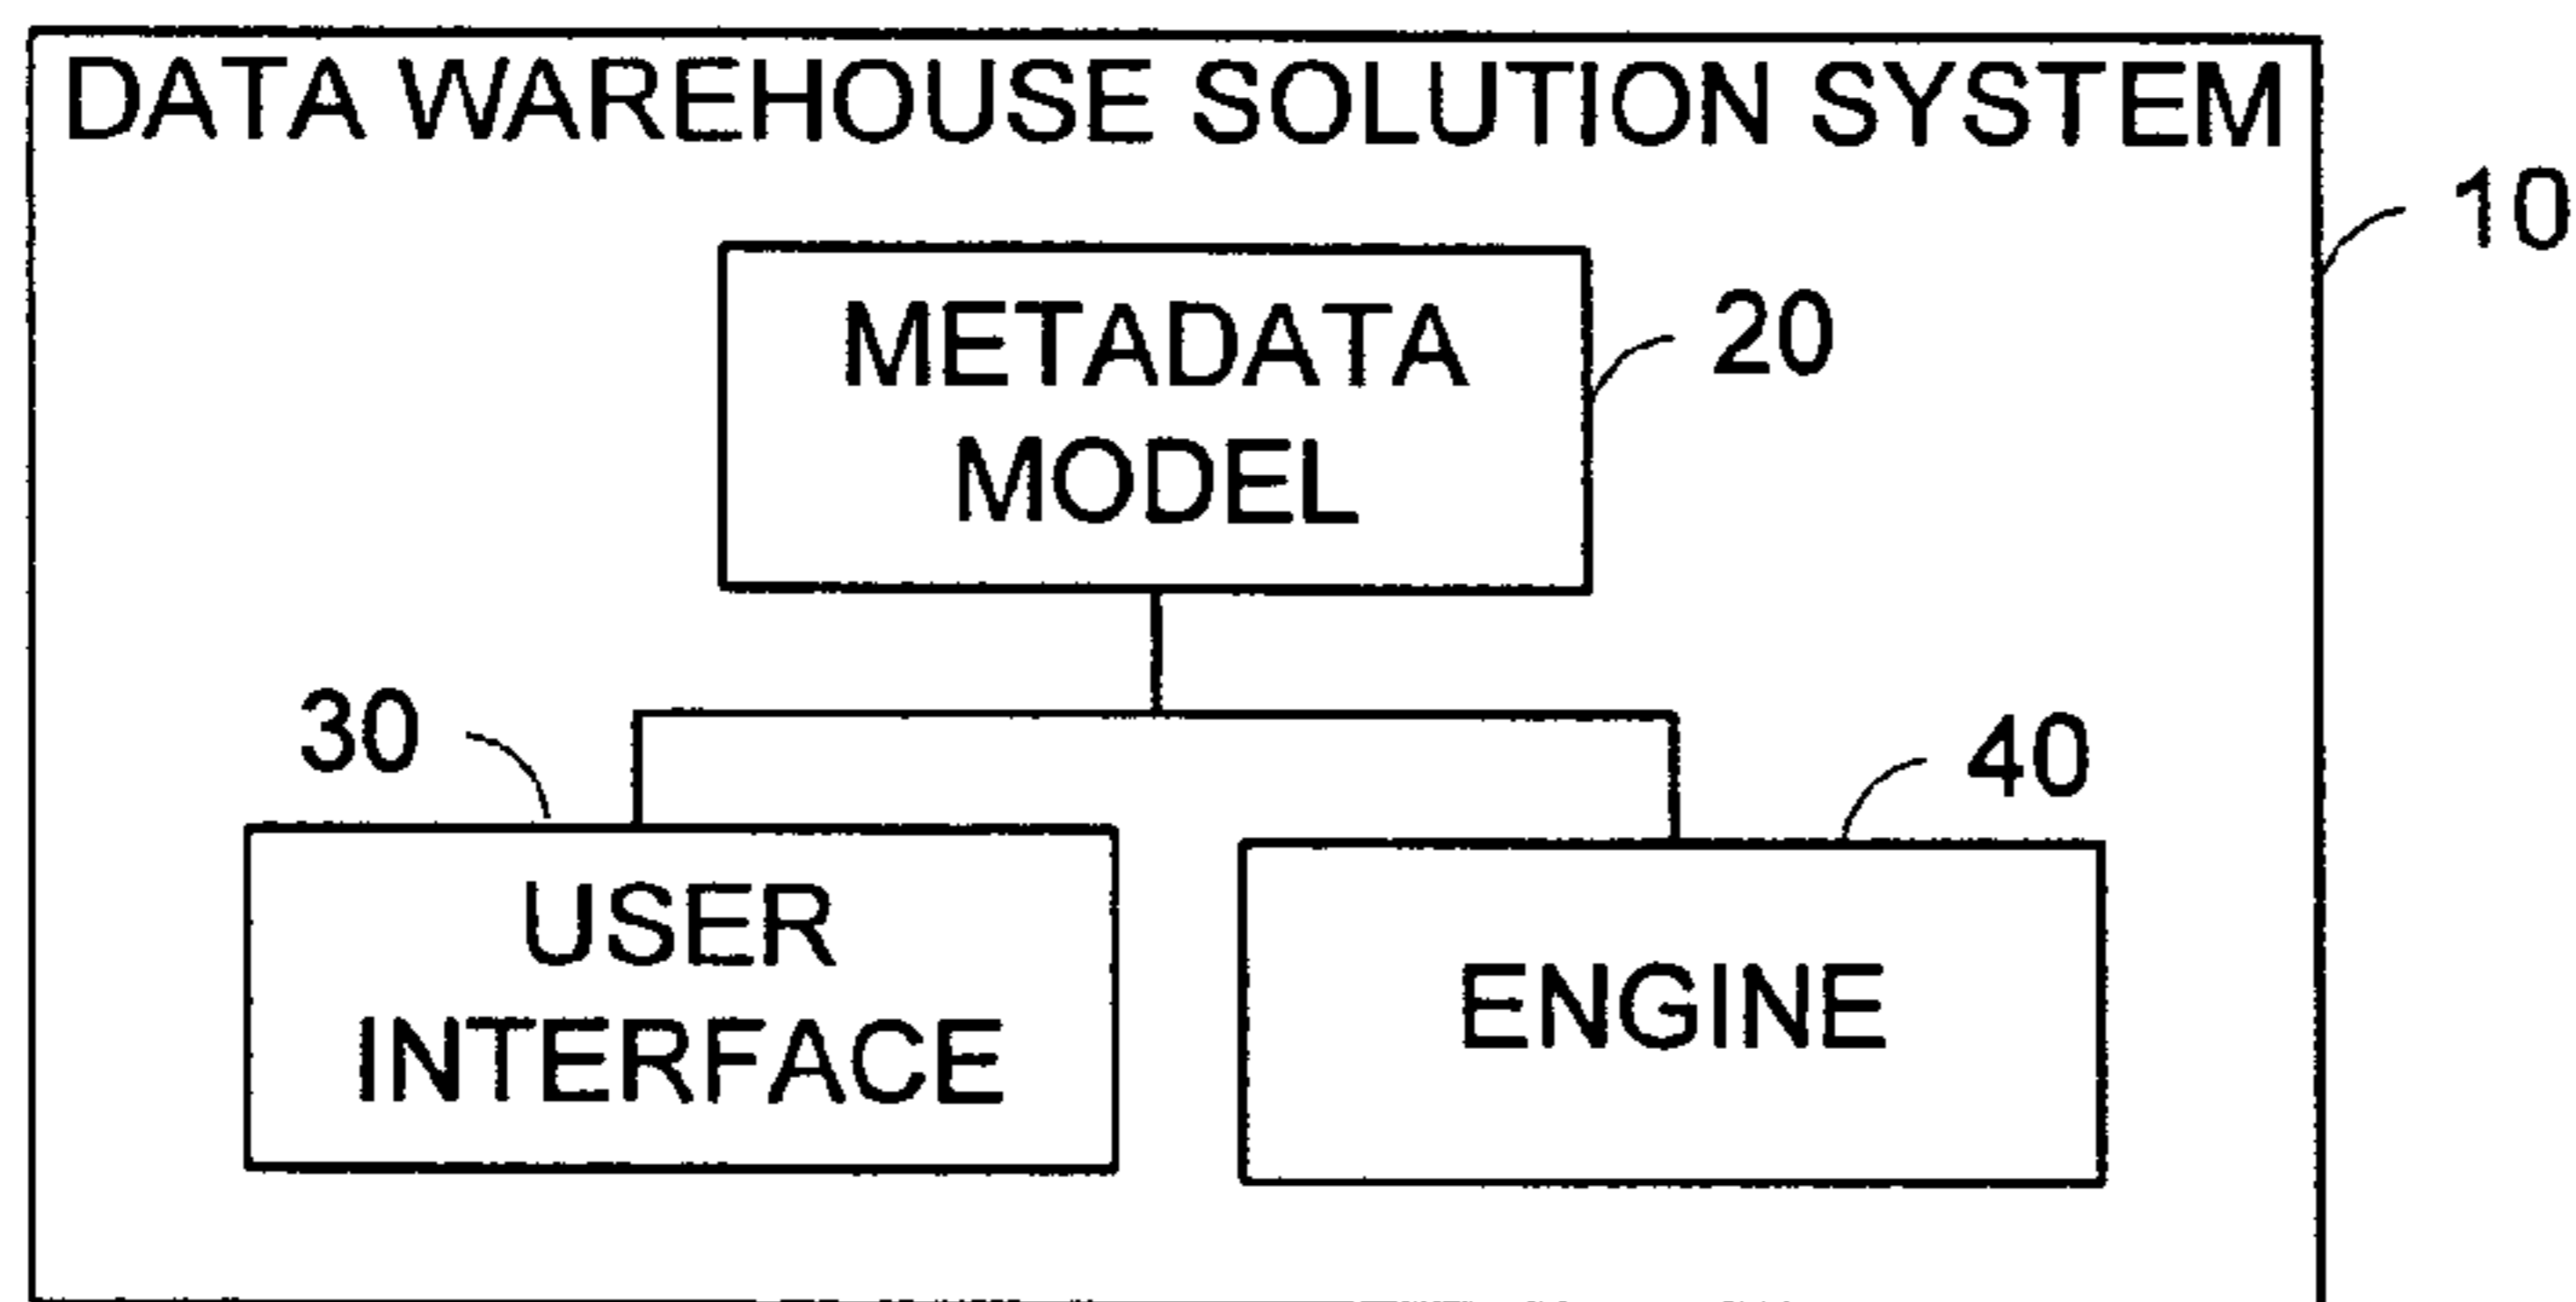 DATA WAREHOUSE SOLUTION SYSTEM
10
METADATA
MODEL
20
30
40
USER
INTERFACE
ENGINE